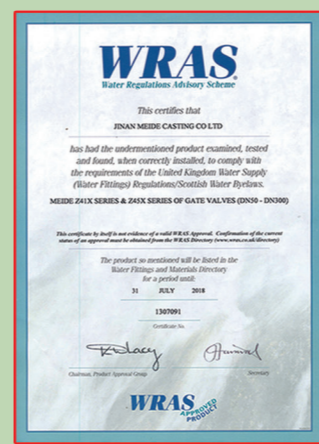 WRAS
Water Regulations Advisory Scheme
This certifies that
JINAN MEIDE CASTING CO LTD
has had the undermentioned product examined, tested
and found, when correctly installed, to comply with
the requirements of the United Kingdom Water Supply
(Water Fittings) Regulations/Scottish Water Byelaws.
MEIDE Z41X SERIES & Z45X SERIES OF GATE VALVES (DN50 - DN300)
This certificate by itself is not evidence of a valid WRAS Approval. Confirmation of the current
status of an approval must be obtained from the WRAS Directory (www.wras.co.uk/directory)
The product so mentioned will be listed in the
Water Fittings and Materials Directory
for a period until:
31 JULY 2018
1307091
Certificate No.
Chairman, Product Approval Group
Secretary
WRAS APPROVED
PRODUCT